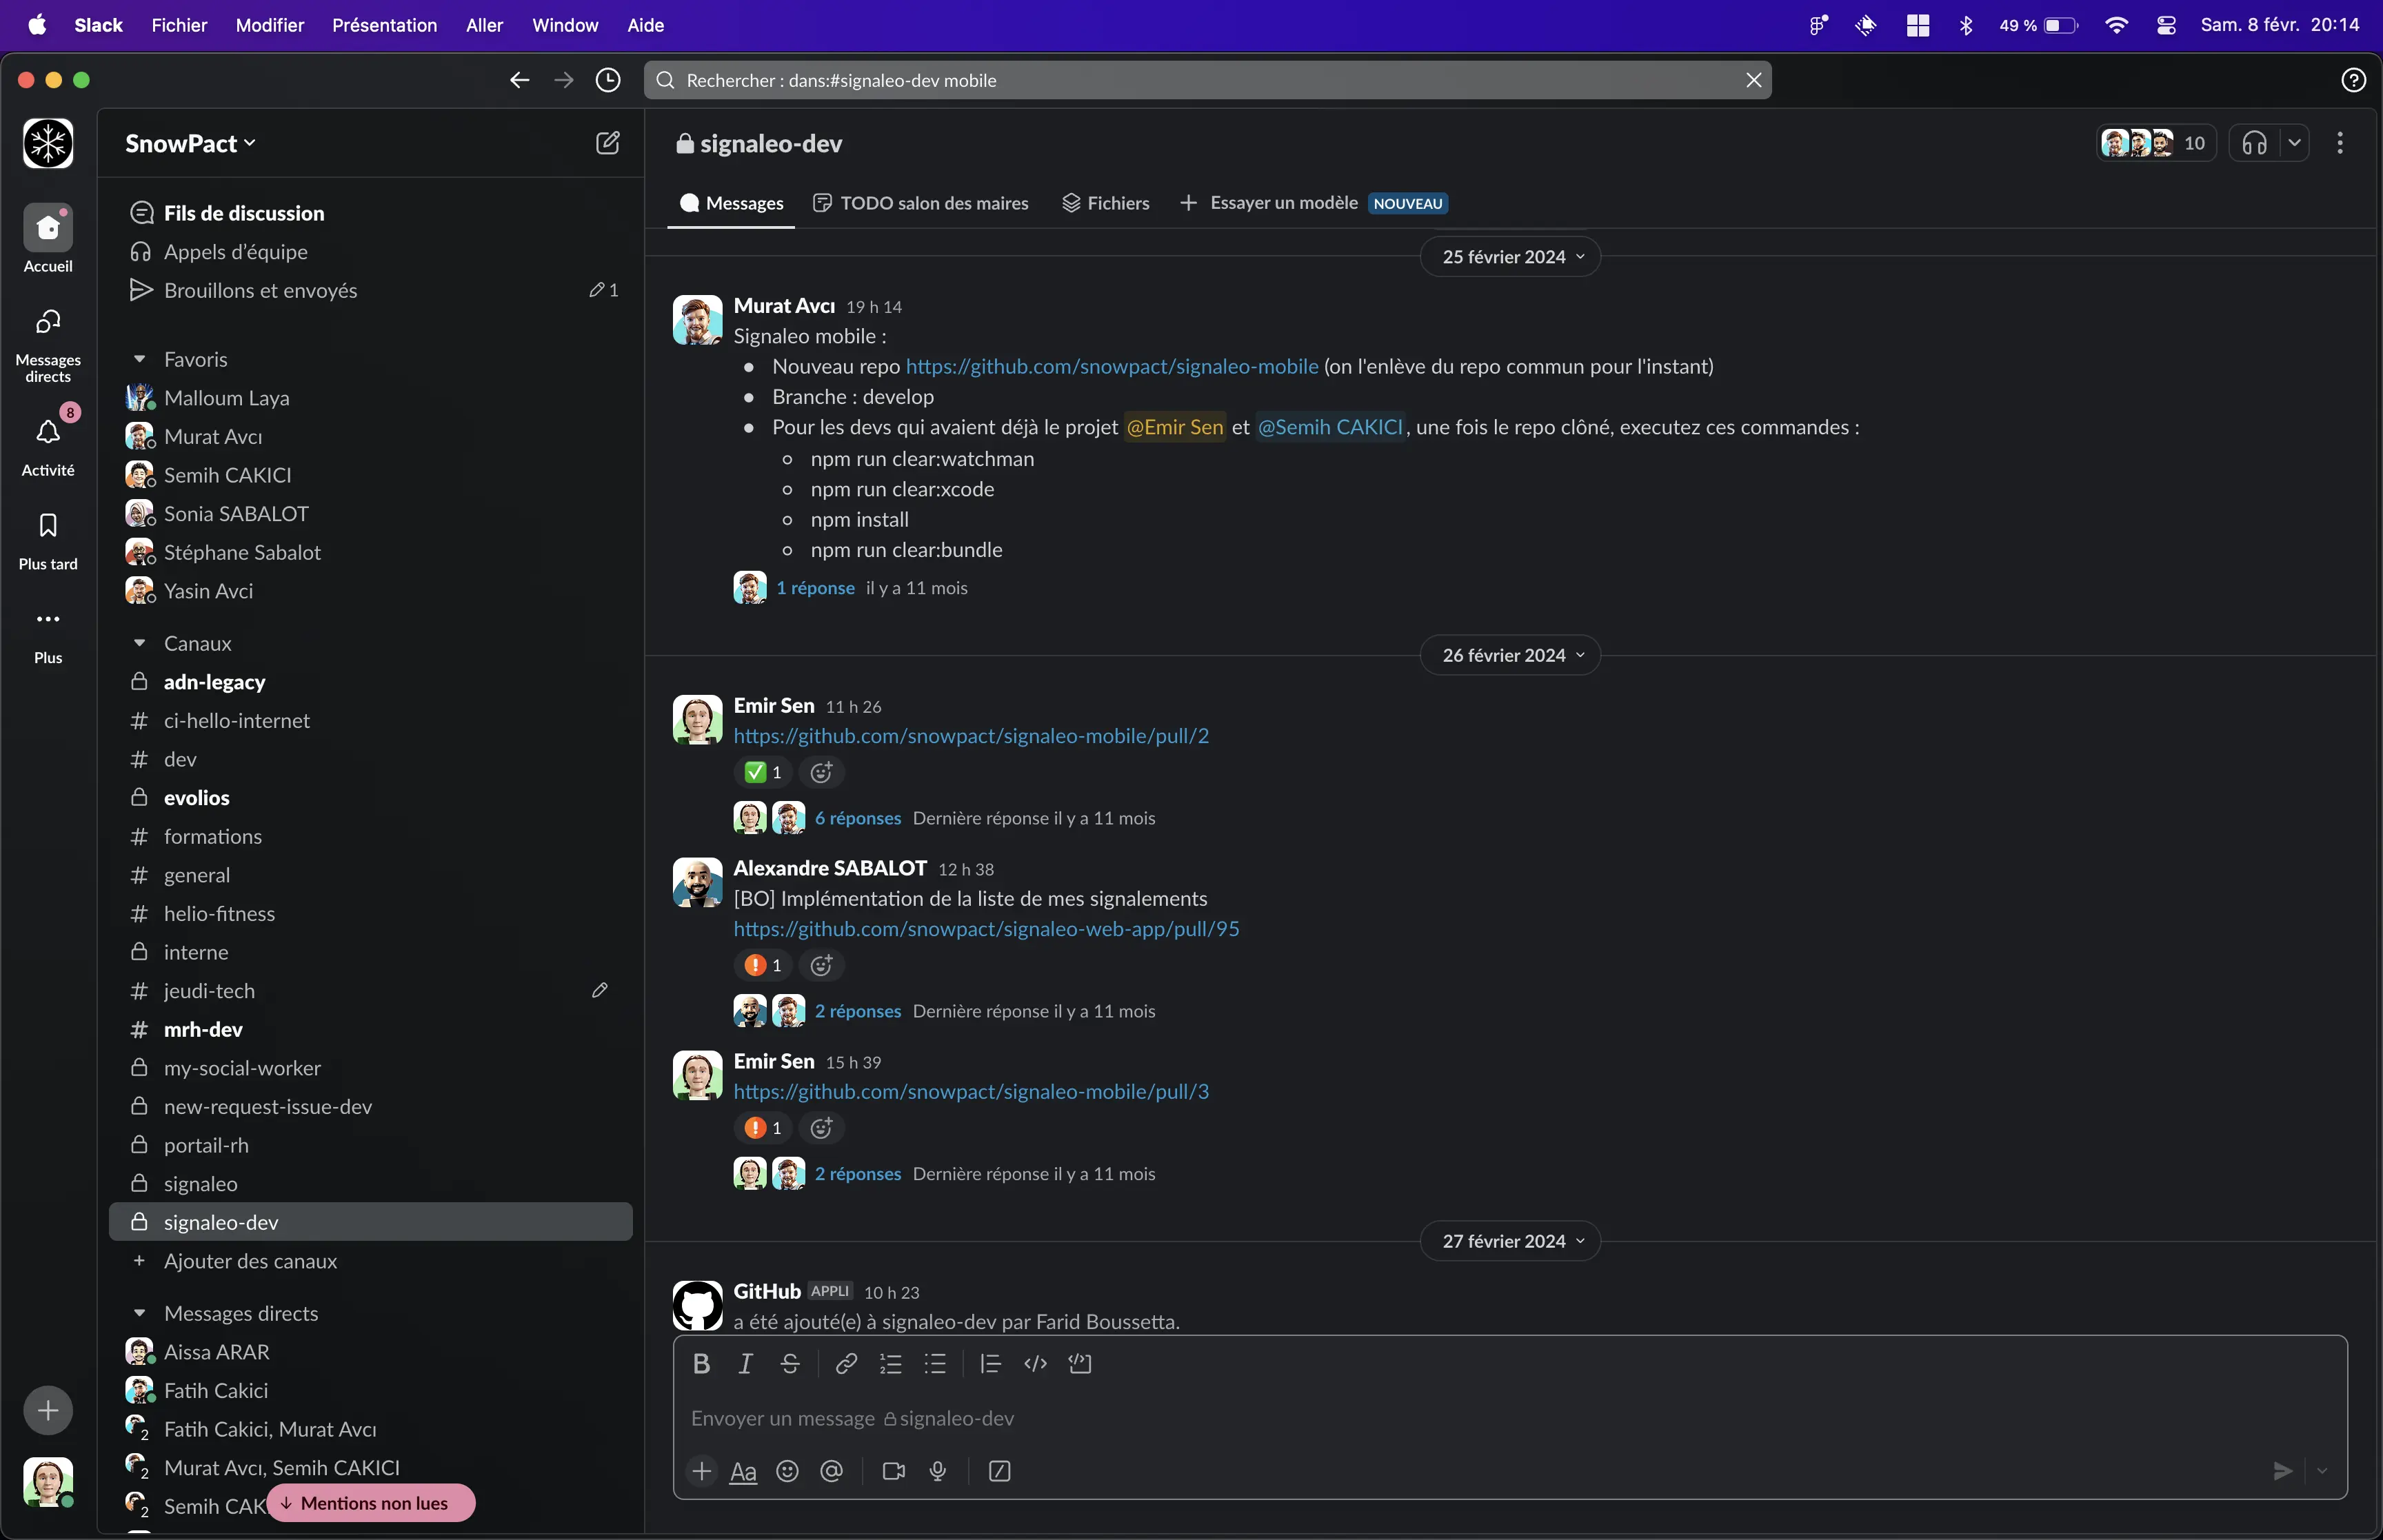 Slack Fichier Modifier Présentation Aller Window Aide 49 % Sam. 8 févr. 20:14
Rechercher : dans:#signaleo-dev mobile
SnowPact
Accueil
Messages directs
8
Activité
Plus tard
Plus
Fils de discussion
Appels d’équipe
Brouillons et envoyés 1
Favoris
Malloum Laya
Murat Avcı
Semih CAKICI
Sonia SABALOT
Stéphane Sabalot
Yasin Avci
Canaux
adn-legacy
# ci-hello-internet
# dev
evolios
# formations
# general
# helio-fitness
interne
# jeudi-tech
# mrh-dev
my-social-worker
new-request-issue-dev
portail-rh
signaleo
signaleo-dev
+ Ajouter des canaux
Messages directs
Aissa ARAR
Fatih Cakici
2 Fatih Cakici, Murat Avcı
2 Murat Avcı, Semih CAKICI
2 Semih CAK
↓ Mentions non lues
signaleo-dev
10
Messages TODO salon des maires Fichiers + Essayer un modèle NOUVEAU
25 février 2024
Murat Avcı 19 h 14
Signaleo mobile :
• Nouveau repo https://github.com/snowpact/signaleo-mobile (on l'enlève du repo commun pour l'instant)
• Branche : develop
• Pour les devs qui avaient déjà le projet @Emir Sen et @Semih CAKICI, une fois le repo clôné, executez ces commandes :
◦ npm run clear:watchman
◦ npm run clear:xcode
◦ npm install
◦ npm run clear:bundle
1 réponse il y a 11 mois
26 février 2024
Emir Sen 11 h 26
https://github.com/snowpact/signaleo-mobile/pull/2
✅ 1
6 réponses Dernière réponse il y a 11 mois
Alexandre SABALOT 12 h 38
[BO] Implémentation de la liste de mes signalements
https://github.com/snowpact/signaleo-web-app/pull/95
! 1
2 réponses Dernière réponse il y a 11 mois
Emir Sen 15 h 39
https://github.com/snowpact/signaleo-mobile/pull/3
! 1
2 réponses Dernière réponse il y a 11 mois
27 février 2024
GitHub APPLI 10 h 23
a été ajouté(e) à signaleo-dev par Farid Boussetta.
B I S
Envoyer un message signaleo-dev
+ Aa @